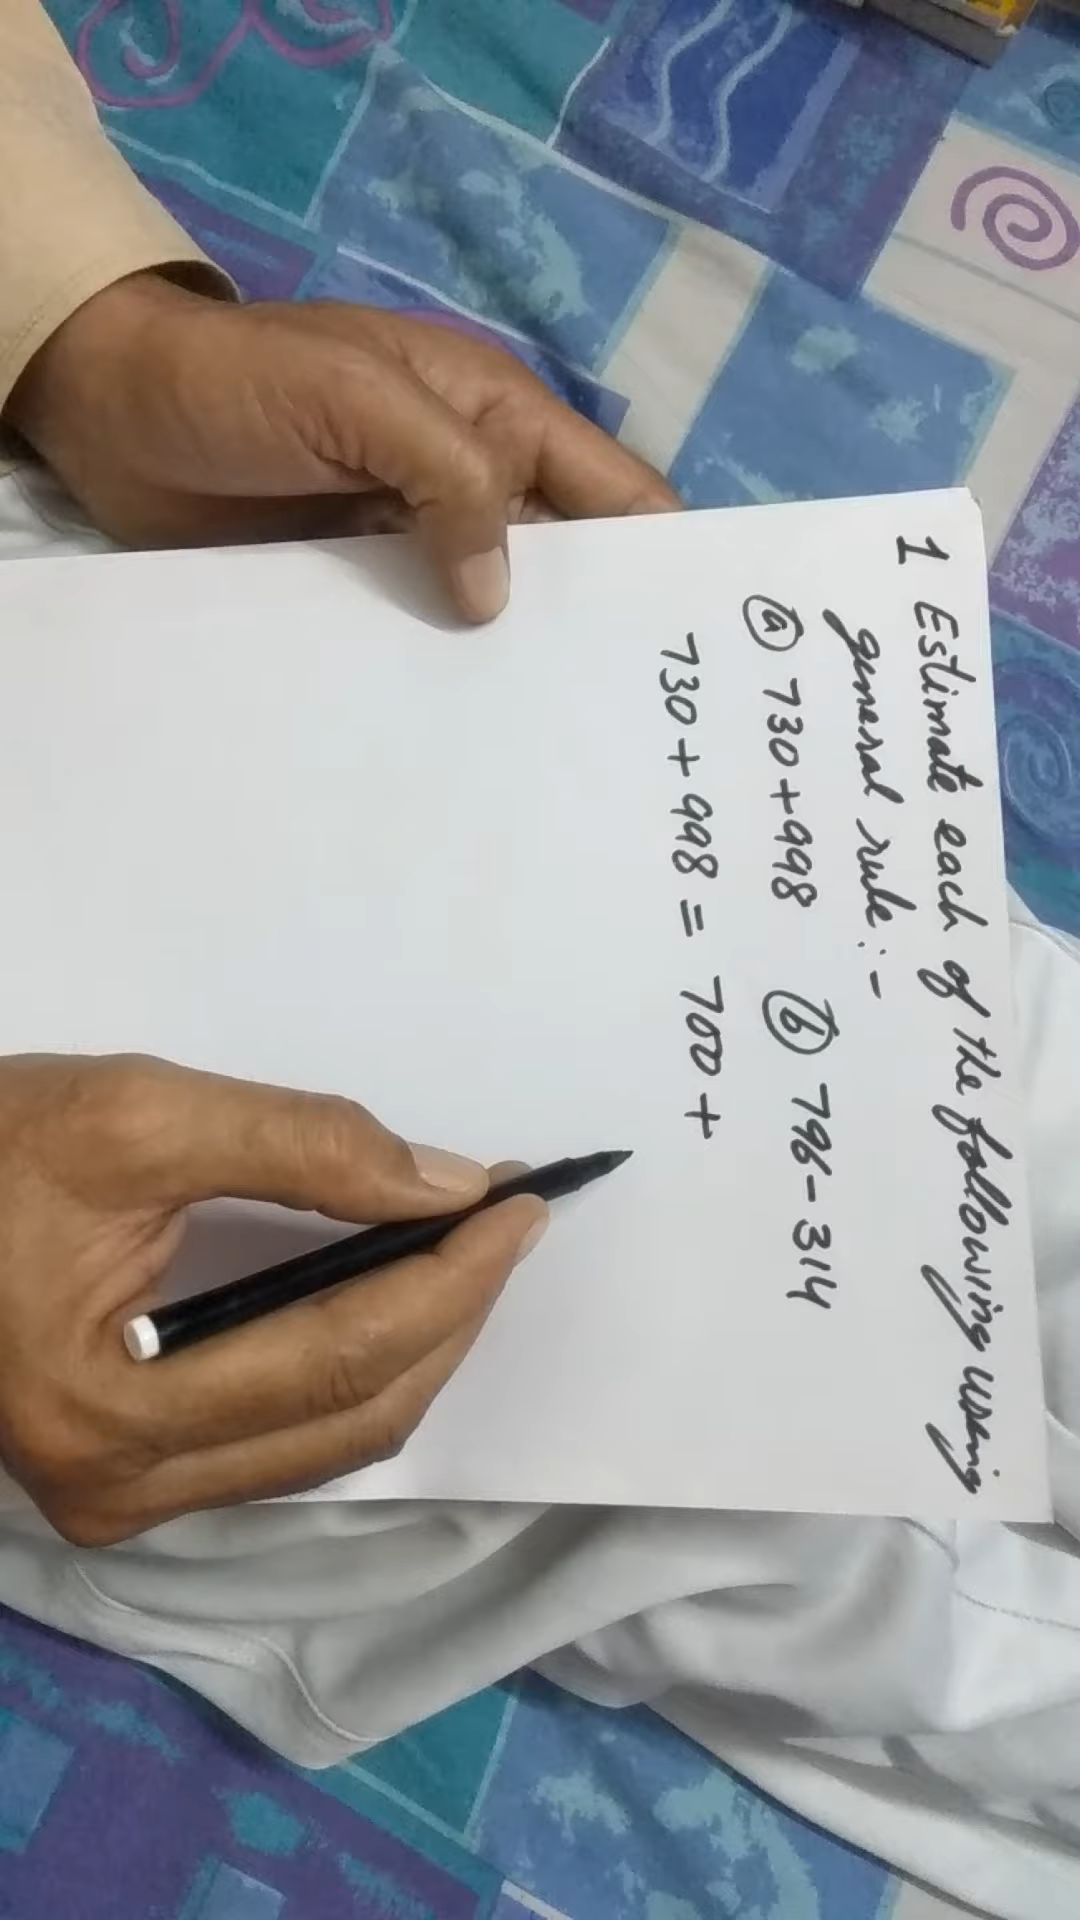 1 Estimate each of the following using
general rule:-
ⓐ 730+998 ⓑ 796-314
730+998 = 700+